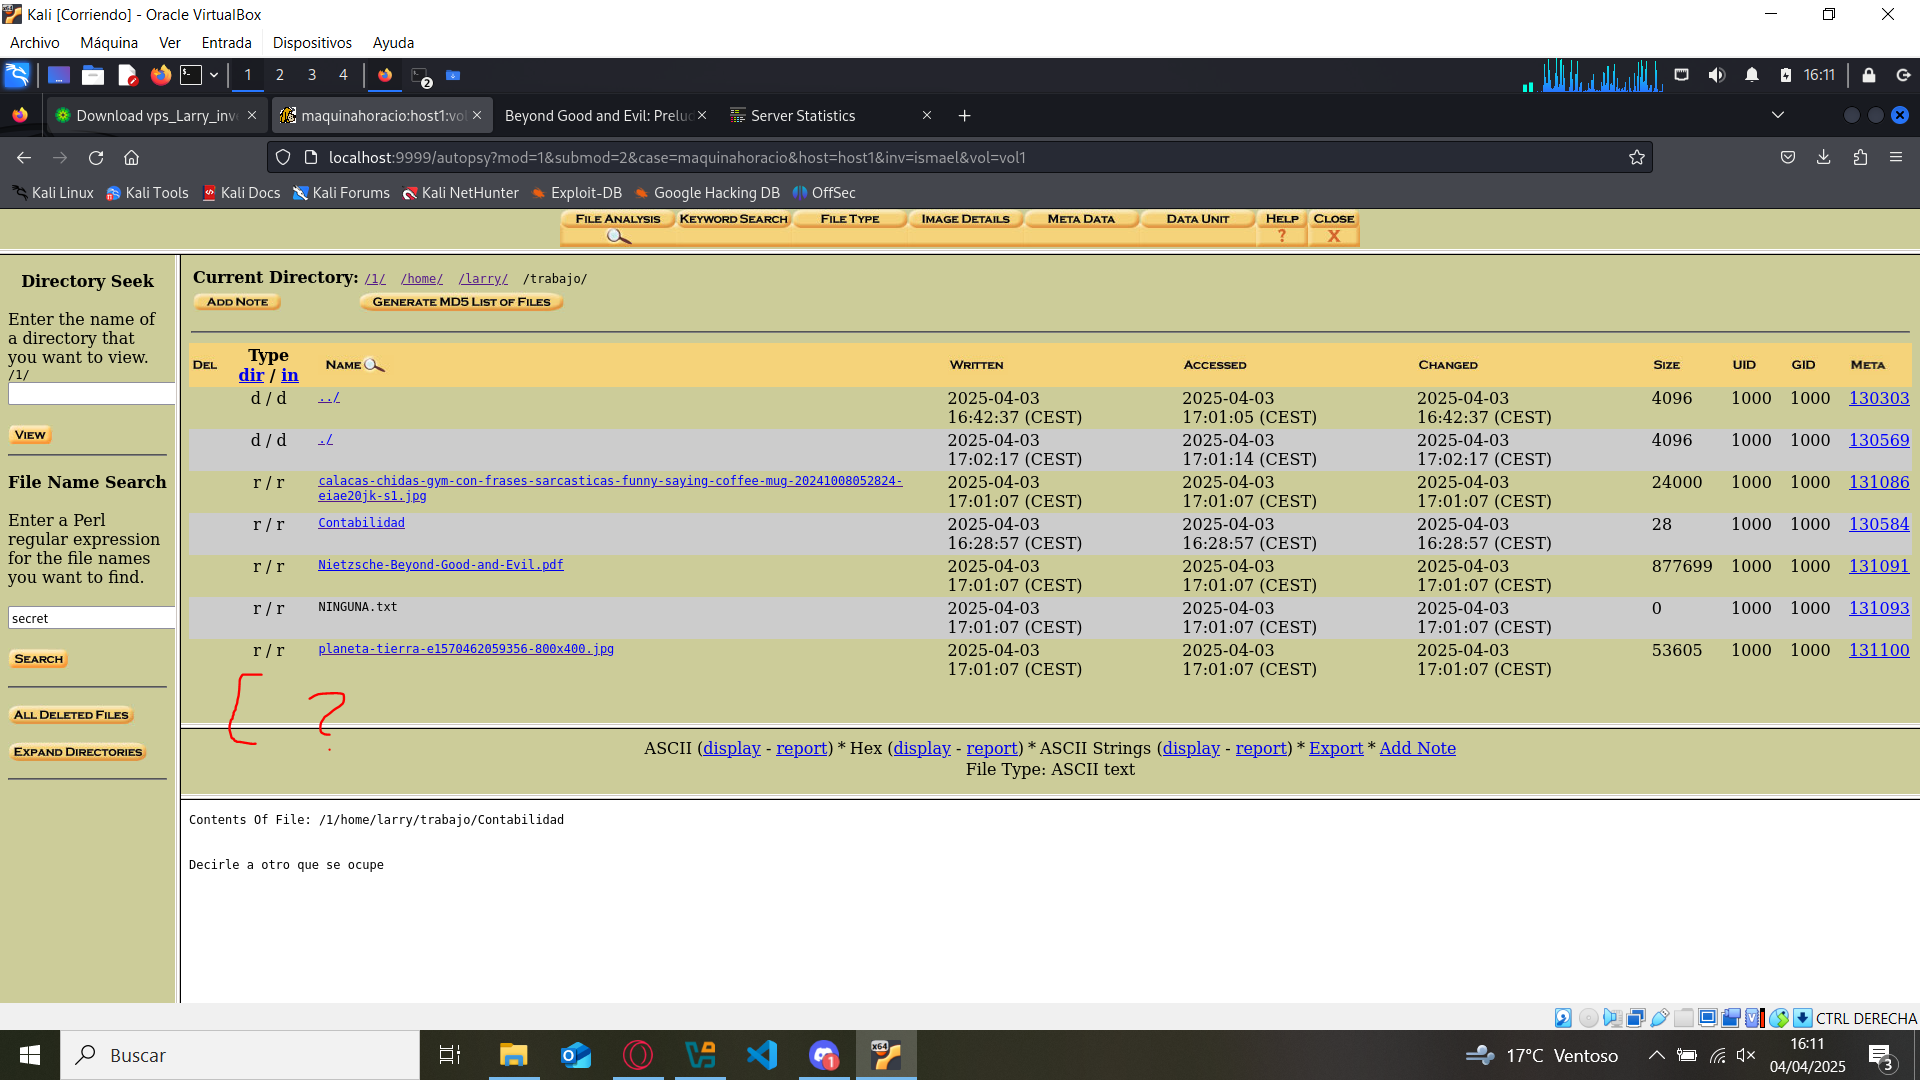 Kali [Corriendo] - Oracle VirtualBox
Archivo Máquina Ver Entrada Dispositivos Ayuda
1 2 3 4 2 16:11
Download vps_Larry_inv maquinahoracio:host1:vol Beyond Good and Evil: Prelud Server Statistics
localhost:9999/autopsy?mod=1&submod=2&case=maquinahoracio&host=host1&inv=ismael&vol=vol1
Kali Linux Kali Tools Kali Docs Kali Forums Kali NetHunter Exploit-DB Google Hacking DB OffSec
FILE ANALYSIS KEYWORD SEARCH FILE TYPE IMAGE DETAILS META DATA DATA UNIT HELP CLOSE
? X
Directory Seek
Enter the name of
a directory that
you want to view.
/1/
VIEW
File Name Search
Enter a Perl
regular expression
for the file names
you want to find.
secret
SEARCH
ALL DELETED FILES
EXPAND DIRECTORIES
Current Directory: /1/ /home/ /larry/ /trabajo/
ADD NOTE GENERATE MD5 LIST OF FILES
DEL Type dir / in NAME WRITTEN ACCESSED CHANGED SIZE UID GID META
d / d ../ 2025-04-03 16:42:37 (CEST) 2025-04-03 17:01:05 (CEST) 2025-04-03 16:42:37 (CEST) 4096 1000 1000 130303
d / d ./ 2025-04-03 17:02:17 (CEST) 2025-04-03 17:01:14 (CEST) 2025-04-03 17:02:17 (CEST) 4096 1000 1000 130569
r / r calacas-chidas-gym-con-frases-sarcasticas-funny-saying-coffee-mug-20241008052824-eiae20jk-s1.jpg 2025-04-03 17:01:07 (CEST) 2025-04-03 17:01:07 (CEST) 2025-04-03 17:01:07 (CEST) 24000 1000 1000 131086
r / r Contabilidad 2025-04-03 16:28:57 (CEST) 2025-04-03 16:28:57 (CEST) 2025-04-03 16:28:57 (CEST) 28 1000 1000 130584
r / r Nietzsche-Beyond-Good-and-Evil.pdf 2025-04-03 17:01:07 (CEST) 2025-04-03 17:01:07 (CEST) 2025-04-03 17:01:07 (CEST) 877699 1000 1000 131091
r / r NINGUNA.txt 2025-04-03 17:01:07 (CEST) 2025-04-03 17:01:07 (CEST) 2025-04-03 17:01:07 (CEST) 0 1000 1000 131093
r / r planeta-tierra-e1570462059356-800x400.jpg 2025-04-03 17:01:07 (CEST) 2025-04-03 17:01:07 (CEST) 2025-04-03 17:01:07 (CEST) 53605 1000 1000 131100
[ ?
ASCII (display - report) * Hex (display - report) * ASCII Strings (display - report) * Export * Add Note
File Type: ASCII text
Contents Of File: /1/home/larry/trabajo/Contabilidad
Decirle a otro que se ocupe
CTRL DERECHA
Buscar 1 x64 17°C Ventoso 16:11
04/04/2025 3